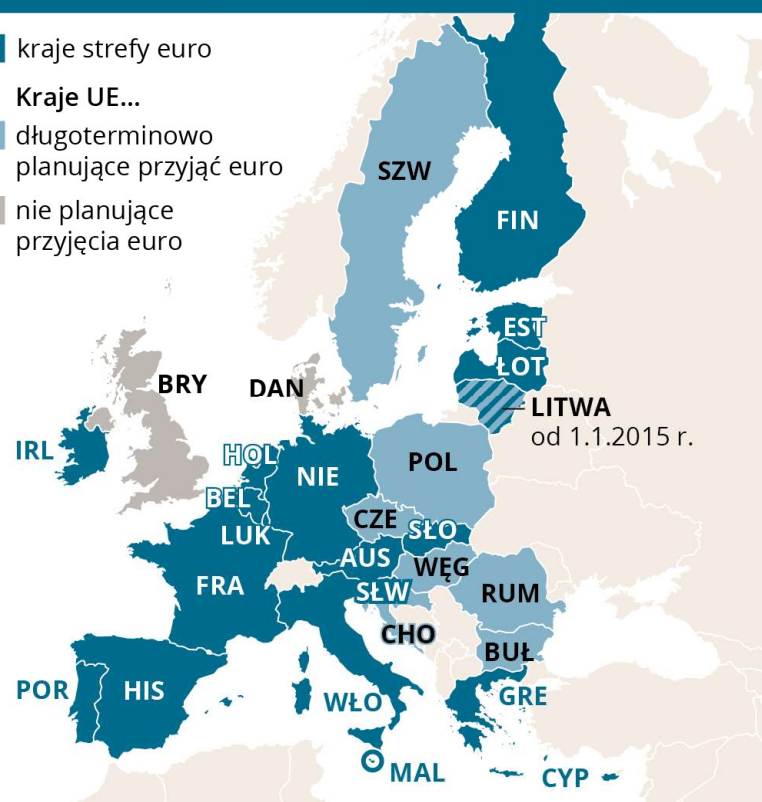 kraje strefy euro
Kraje UE...
długoterminowo
planujące przyjąć euro
nie planujące
przyjęcia euro
SZW
FIN
EST
ŁOT
BRY
DAN
LITWA
od 1.1.2015 r.
IRL
HOL
NIE
POL
BEL
LUK
CZE
SŁO
AUS
WĘG
FRA
SŁW
RUM
CHO
BUŁ
POR
HIS
WŁO
GRE
MAL
CYP